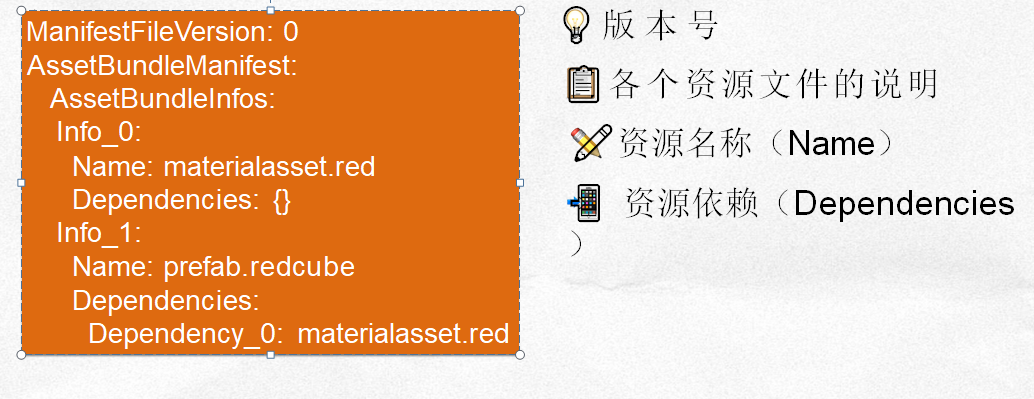 ManifestFileVersion: 0
AssetBundleManifest:
AssetBundleInfos:
Info_0:
Name: materialasset.red
Dependencies: {}
Info_1:
Name: prefab.redcube
Dependencies:
Dependency_0: materialasset.red
版本号
各个资源文件的说明
资源名称（Name）
资源依赖（Dependencies
）